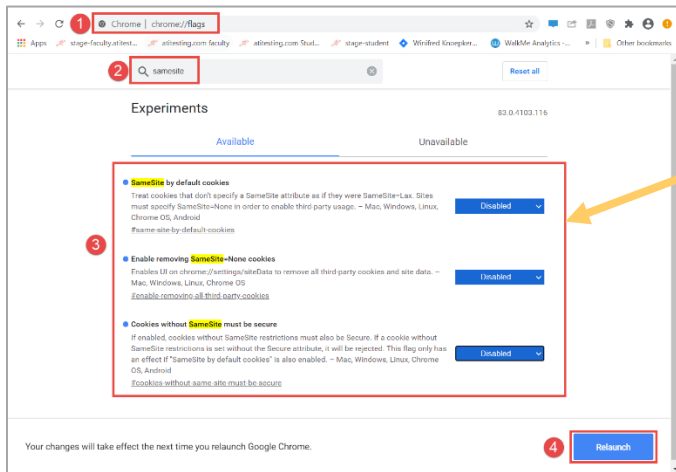 1
Chrome | chrome://flags
Apps
stage-faculty.atitest...
atitesting.com faculty
atitesting.com Stud...
stage-student
Winifred Knoepker...
WalkMe Analytics -...
»
Other bookmarks
2
samesite
Reset all
Experiments
83.0.4103.116
Available
Unavailable
SameSite by default cookies
Treat cookies that don't specify a SameSite attribute as if they were SameSite=Lax. Sites
must specify SameSite=None in order to enable third-party usage. – Mac, Windows, Linux,
Chrome OS, Android
#same-site-by-default-cookies
Disabled
3
Enable removing SameSite=None cookies
Enables UI on chrome://settings/siteData to remove all third-party cookies and site data. –
Mac, Windows, Linux, Chrome OS
#enable-removing-all-third-party-cookies
Disabled
Cookies without SameSite must be secure
If enabled, cookies without SameSite restrictions must also be Secure. If a cookie without
SameSite restrictions is set without the Secure attribute, it will be rejected. This flag only has
an effect if "SameSite by default cookies" is also enabled. – Mac, Windows, Linux, Chrome
OS, Android
#cookies-without-same-site-must-be-secure
Disabled
Your changes will take effect the next time you relaunch Google Chrome.
4
Relaunch